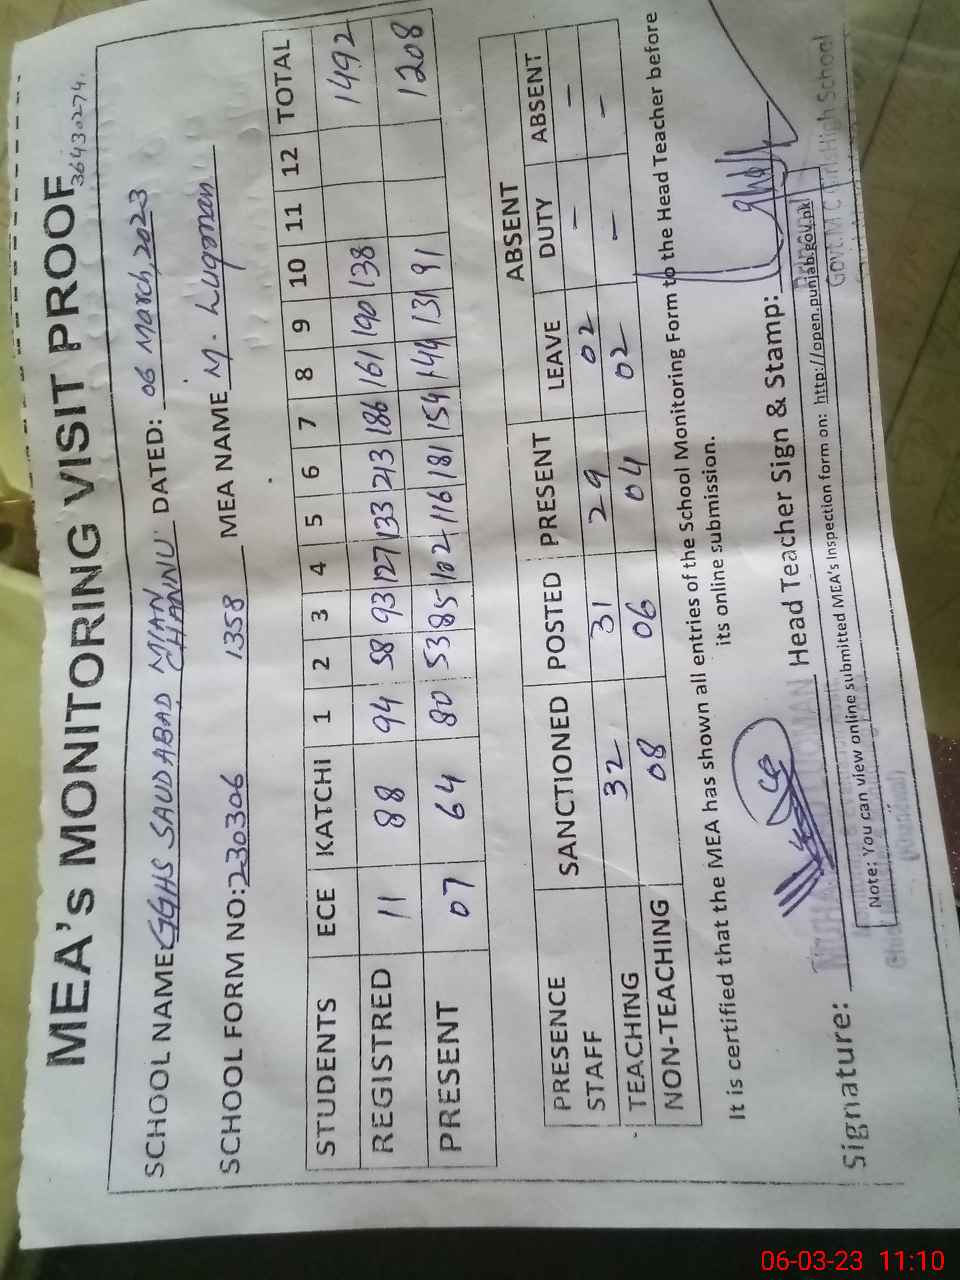 MEA's MONITORING VISIT PROOF
36430274.
SCHOOL NAME GGHS SAUDABAD MIAN CHANNU DATED: 06 March, 2023
SCHOOL FORM NO: 230306 1358 MEA NAME M. Luqman
STUDENTS ECE KATCHI 1 2 3 4 5 6 7 8 9 10 11 12 TOTAL
REGISTRED 11 88 94 58 93 127 133 213 186 161 190 138 1492
PRESENT 07 64 80 53 85 102 116 181 154 144 131 91 1208
PRESENCE SANCTIONED POSTED PRESENT ABSENT
STAFF LEAVE DUTY ABSENT
TEACHING 32 31 29 02 - -
NON-TEACHING 08 06 04 02 - -
It is certified that the MEA has shown all entries of the School Monitoring Form to the Head Teacher before
its online submission.
Signature: Head Teacher Sign & Stamp:
Principal
Govt.M.C Girls High School
Note: You can view online submitted MEA's Inspection form on: http://open.punjab.gov.pk
06-03-23 11:10